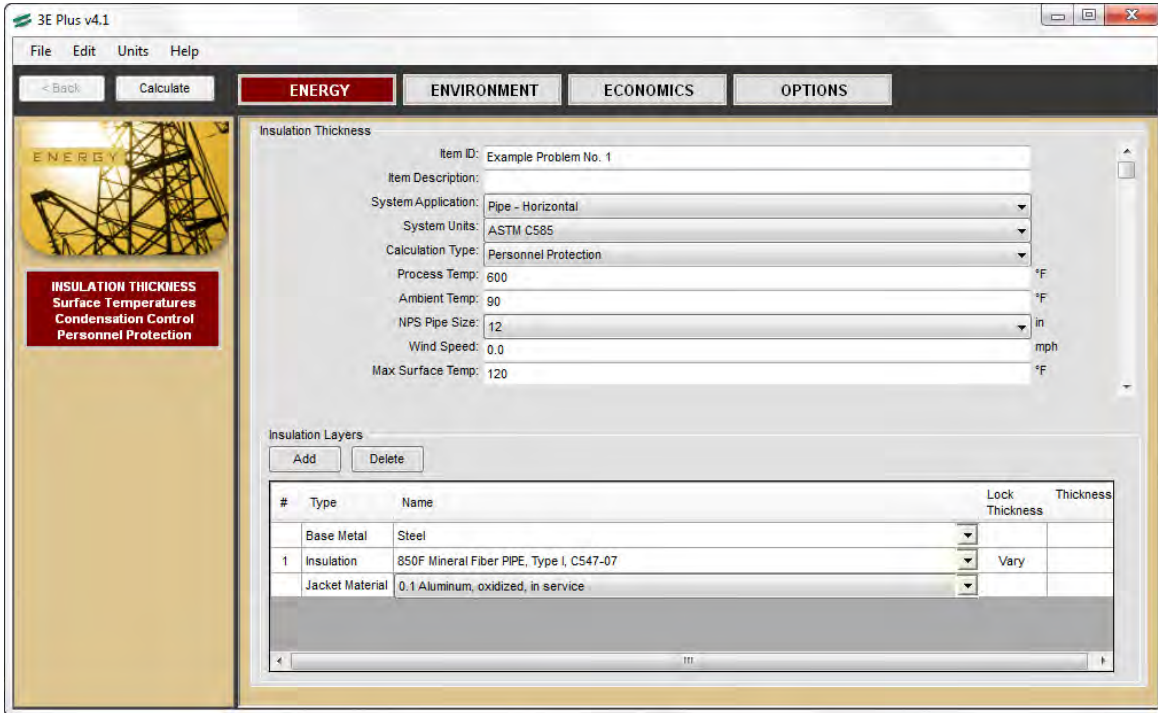 3E Plus v4.1
File Edit Units Help
< Back Calculate ENERGY ENVIRONMENT ECONOMICS OPTIONS
ENERGY
INSULATION THICKNESS
Surface Temperatures
Condensation Control
Personnel Protection
Insulation Thickness
Item ID: Example Problem No. 1
Item Description:
System Application: Pipe - Horizontal
System Units: ASTM C585
Calculation Type: Personnel Protection
Process Temp: 600 °F
Ambient Temp: 90 °F
NPS Pipe Size: 12 in
Wind Speed: 0.0 mph
Max Surface Temp: 120 °F
Insulation Layers
Add Delete
# Type Name Lock Thickness Thickness
Base Metal Steel
1 Insulation 850F Mineral Fiber PIPE, Type I, C547-07 Vary
Jacket Material 0.1 Aluminum, oxidized, in service